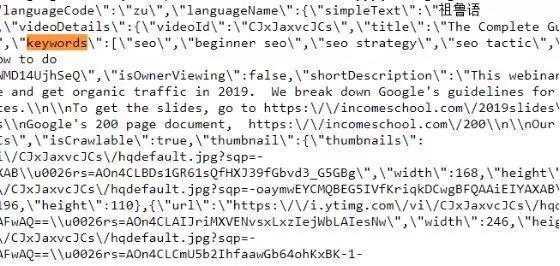 "languageCode\":\"zu\",\"languageName\":{\"simpleText\":\"祖鲁语
,\"videoDetails\":{\"videoId\":\"CJxJaxvcJCs\",\"title\":\"The Complete Gu
\",\"keywords\":[\"seo\",\"beginner seo\",\"seo strategy\",\"seo tactic\",\
ow to do
WMD14UjhSeQ\",\"isOwnerViewing\":false,\"shortDescription\":\"This webinar
e and get organic traffic in 2019.  We break down Google's guidelines for
ces.\\n\\nTo get the slides, go to https:\/\/incomeschool.com\/2019slides
s\\nGoogle's 200 page document,  https:\/\/incomeschool.com\/200\\n\\nOur
,\"isCrawlable\":true,\"thumbnail\":{\"thumbnails\":
i\/CJxJaxvcJCs\/hqdefault.jpg?sqp=-
XAB\\u0026rs=AOn4CLBDs1GR61sQfHXJ39fGbvd3_G5GBg\",\"width\":168,\"height\
/CJxJaxvcJCs\/hqdefault.jpg?sqp=-oaymwEYCMQBEG5IVfKriqkDCwgBFQAAiEIYAXAB\
196,\"height\":110},{\"url\":\"https:\/\/i.ytimg.com\/vi\/CJxJaxvcJCs\/hq
AFwAQ==\\u0026rs=AOn4CLAIJriMXVENvsxLxzIejWbLAIesNw\",\"width\":246,\"heigh
/CJxJaxvcJCs\/hqdefault.jpg?sqp=-
AFwAQ==\\u0026rs=AOn4CLCmU5b2IhfaawGb64ohKxBK-1-